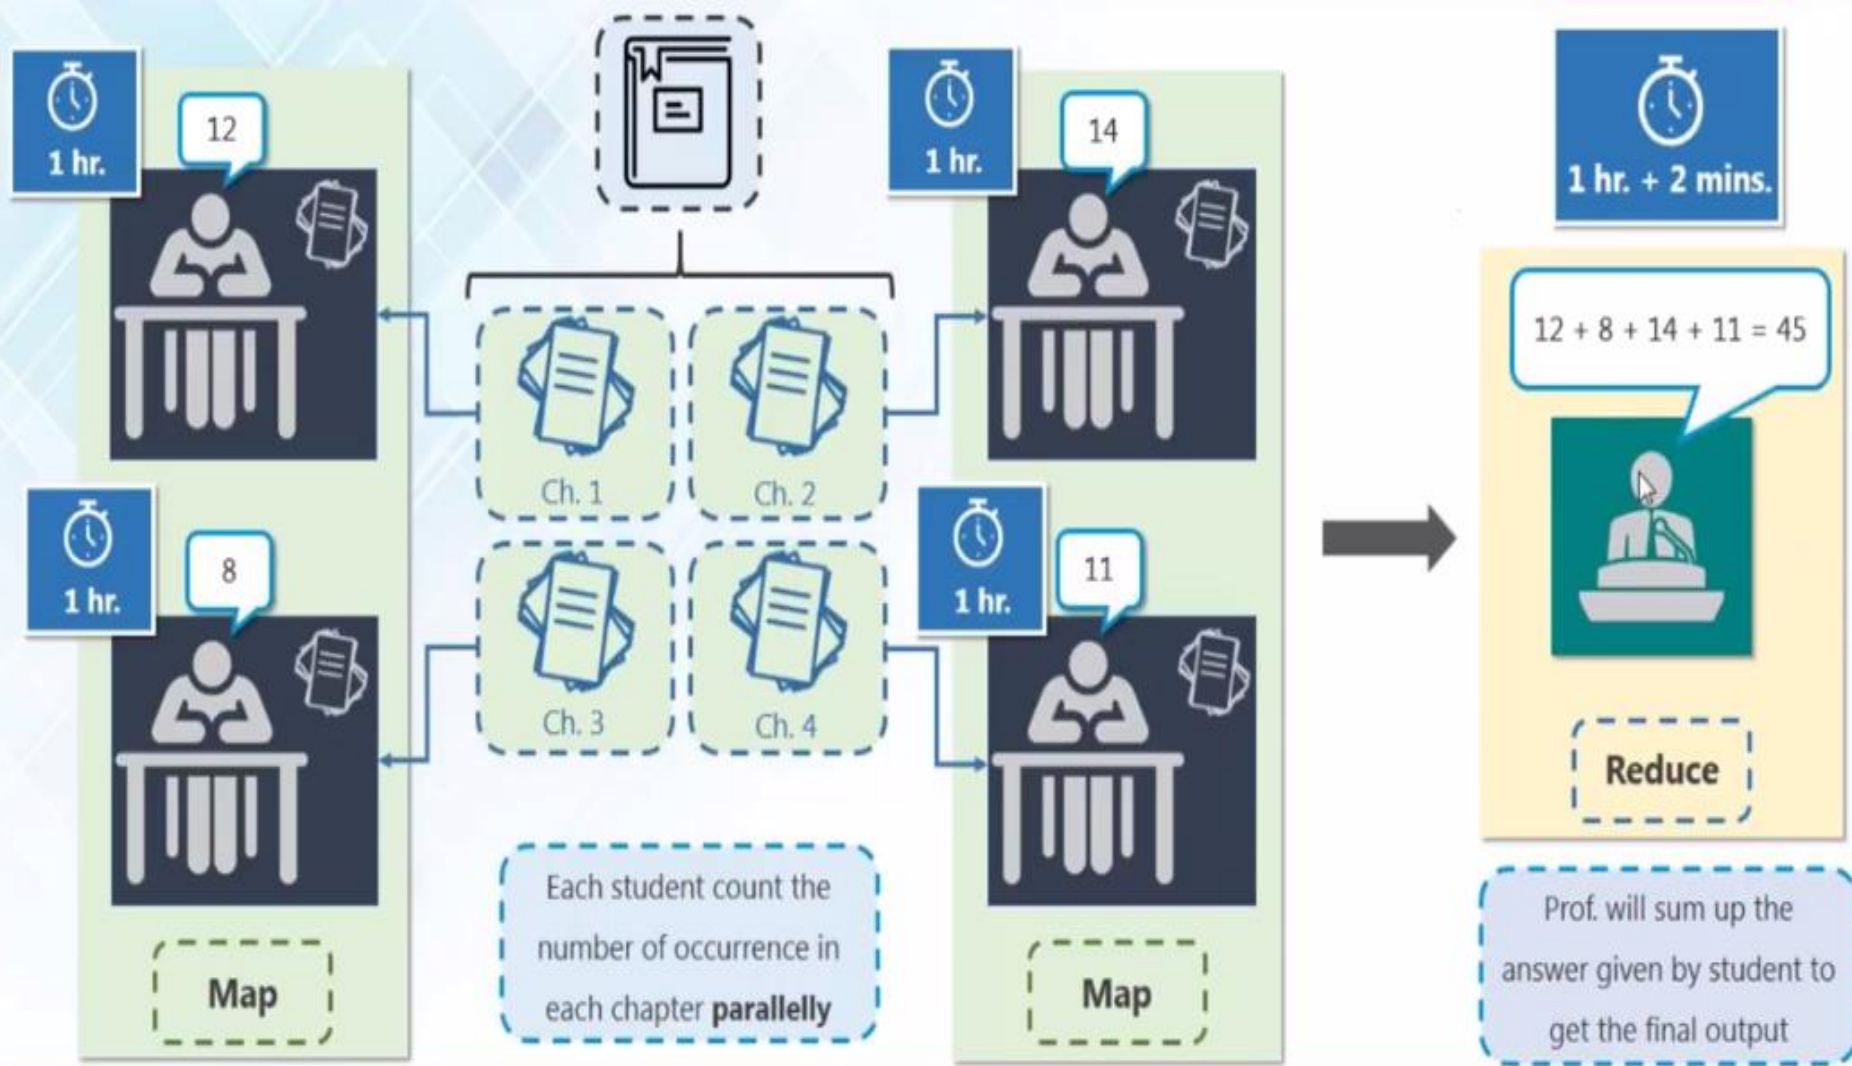 1 hr.
12
1 hr.
14
1 hr. + 2 mins.
12 + 8 + 14 + 11 = 45
Ch. 1
Ch. 2
1 hr.
8
1 hr.
11
Ch. 3
Ch. 4
Reduce
Each student count the
number of occurrence in
each chapter parallelly
Map
Map
Prof. will sum up the
answer given by student to
get the final output